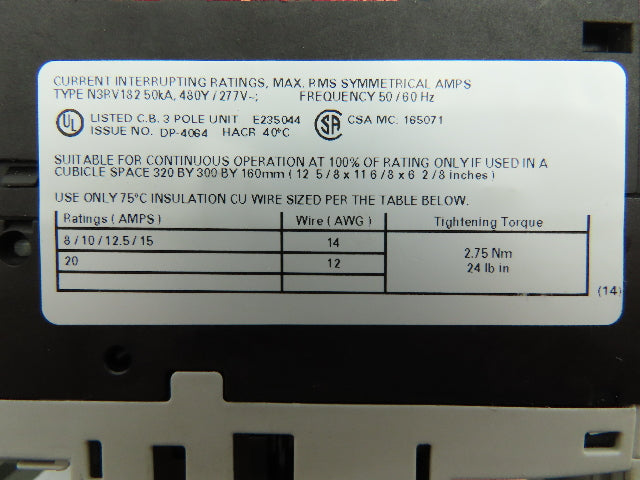 CURRENT INTERRUPTING RATINGS, MAX. RMS SYMMETRICAL AMPS
TYPE N3RV182 50kA, 480Y / 277V~; FREQUENCY 50 / 60 Hz
UL LISTED C.B. 3 POLE UNIT E235044 SA CSA MC. 165071
ISSUE NO. DP-4064 HACR 40°C
SUITABLE FOR CONTINUOUS OPERATION AT 100% OF RATING ONLY IF USED IN A
CUBICLE SPACE 320 BY 300 BY 160mm ( 12 5 / 8 x 11 6 / 8 x 6 2 / 8 inches )
USE ONLY 75°C INSULATION CU WIRE SIZED PER THE TABLE BELOW.
Ratings ( AMPS ) Wire ( AWG ) Tightening Torque
8 / 10 / 12.5 / 15 14 2.75 Nm
20 12 24 lb in
(14)